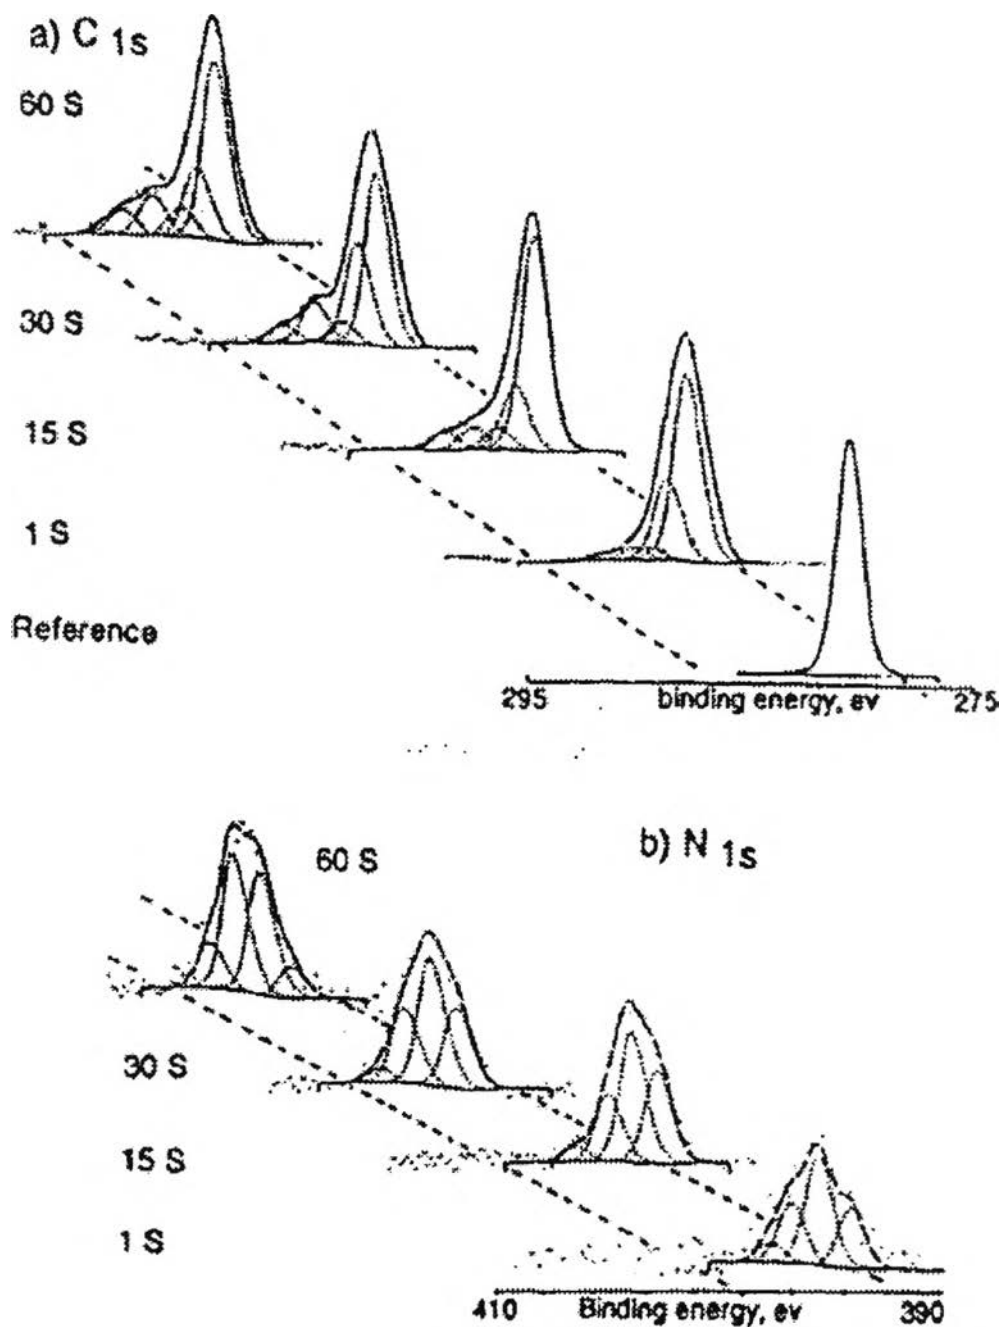 a) C 1s
60 S
30 S
15 S
1 S
Reference
295 binding energy, ev 275
60 S b) N 1s
30 S
15 S
1 S
410 Binding energy, ev 390